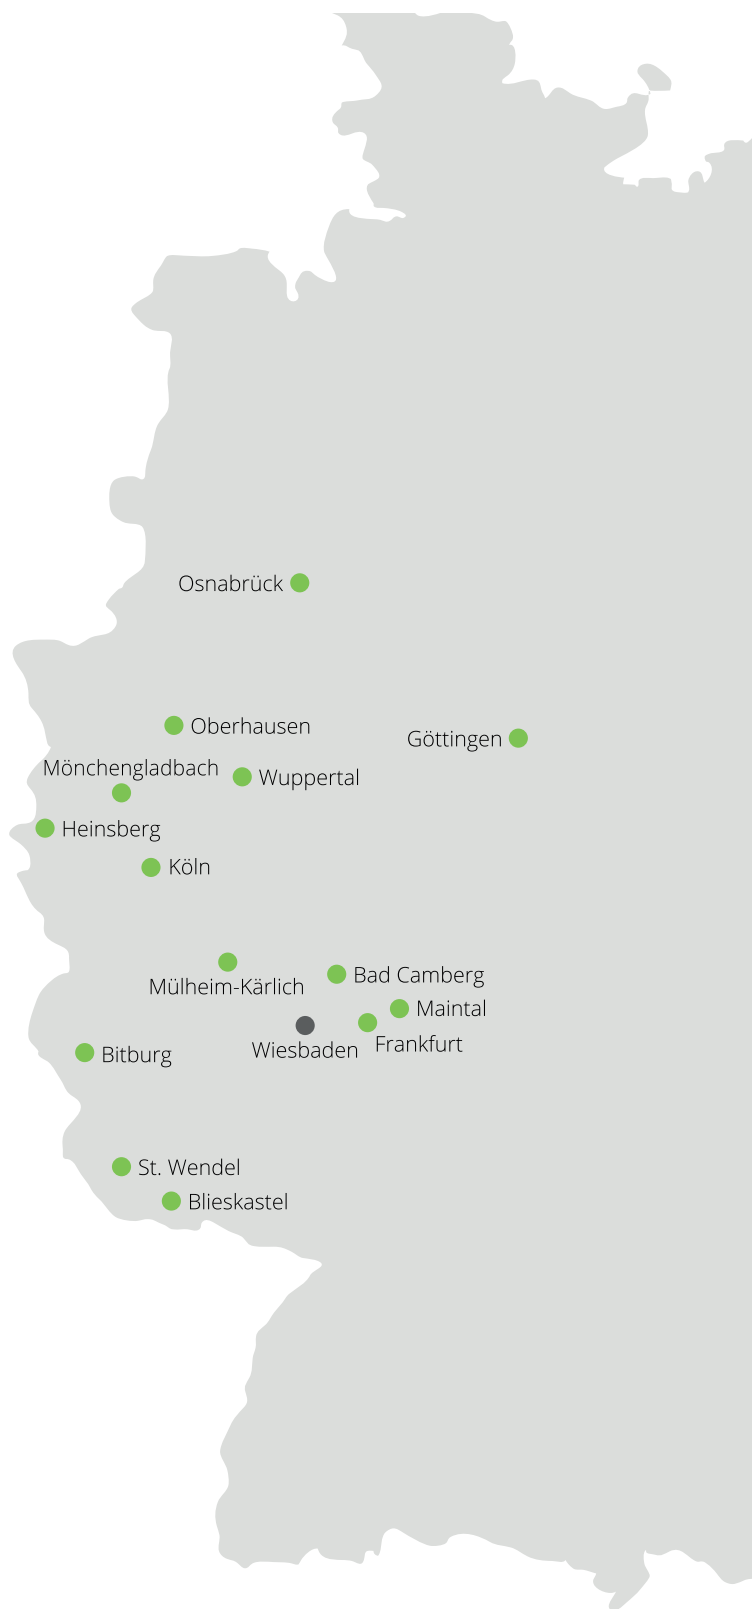 Osnabrück
Oberhausen
Göttingen
Mönchengladbach
Wuppertal
Heinsberg
Köln
Mülheim-Kärlich
Bad Camberg
Maintal
Wiesbaden
Frankfurt
Bitburg
St. Wendel
Blieskastel